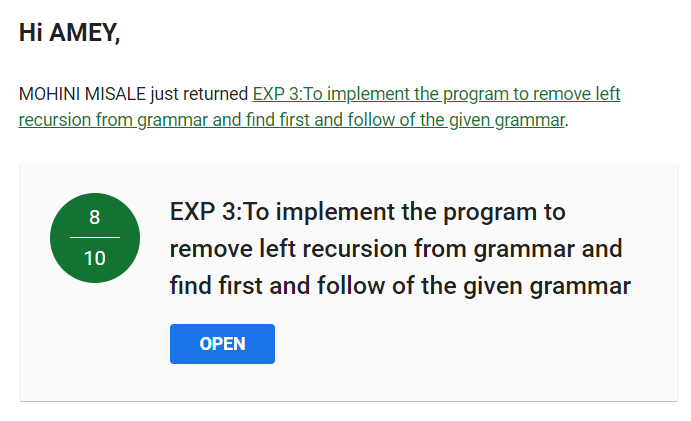 Hi AMEY,
MOHINI MISALE just returned EXP 3:To implement the program to remove left
recursion from grammar and find first and follow of the given grammar.
8
10
EXP 3:To implement the program to
remove left recursion from grammar and
find first and follow of the given grammar
OPEN